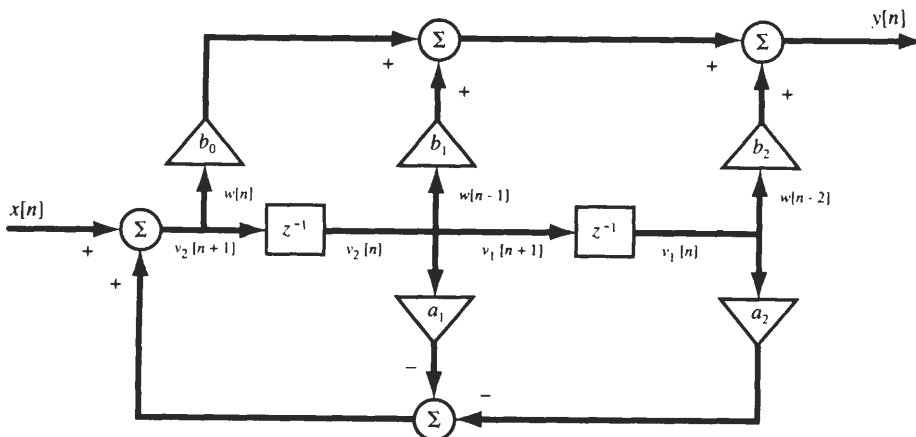 y[n]
Σ
Σ
+
+
+
+
b₀
b₁
b₂
w[n]
w[n - 1]
w[n - 2]
x[n]
Σ
z⁻¹
z⁻¹
+
v₂ [n + 1]
v₂ [n]
v₁ [n + 1]
v₁ [n]
+
a₁
a₂
−
−
Σ